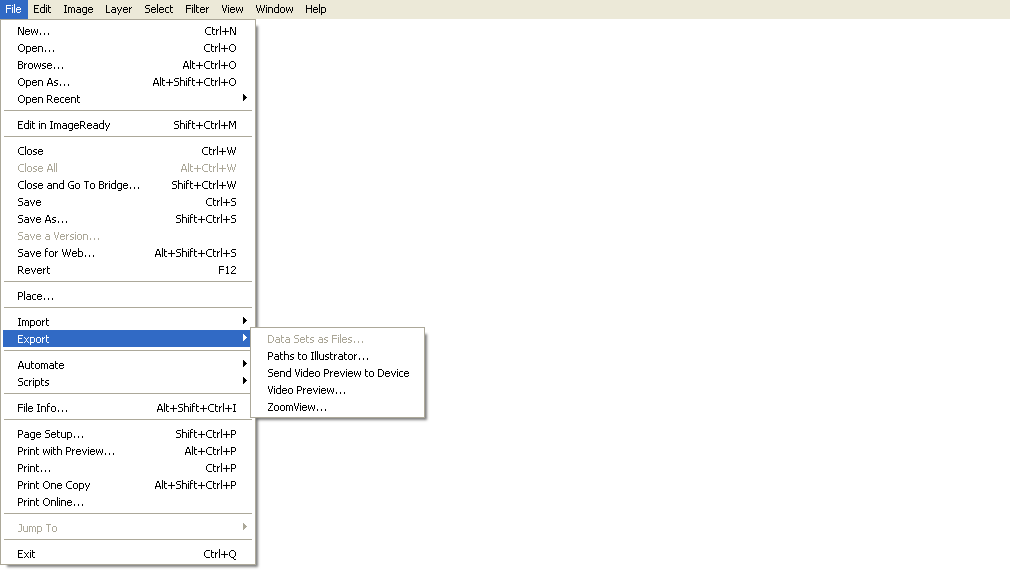 File Edit Image Layer Select Filter View Window Help
New... Ctrl+N
Open... Ctrl+O
Browse... Alt+Ctrl+O
Open As... Alt+Shift+Ctrl+O
Open Recent
Edit in ImageReady Shift+Ctrl+M
Close Ctrl+W
Close All Alt+Ctrl+W
Close and Go To Bridge... Shift+Ctrl+W
Save Ctrl+S
Save As... Shift+Ctrl+S
Save a Version...
Save for Web... Alt+Shift+Ctrl+S
Revert F12
Place...
Import
Export
Automate
Scripts
File Info... Alt+Shift+Ctrl+I
Page Setup... Shift+Ctrl+P
Print with Preview... Alt+Ctrl+P
Print... Ctrl+P
Print One Copy Alt+Shift+Ctrl+P
Print Online...
Jump To
Exit Ctrl+Q
Data Sets as Files...
Paths to Illustrator...
Send Video Preview to Device
Video Preview...
ZoomView...